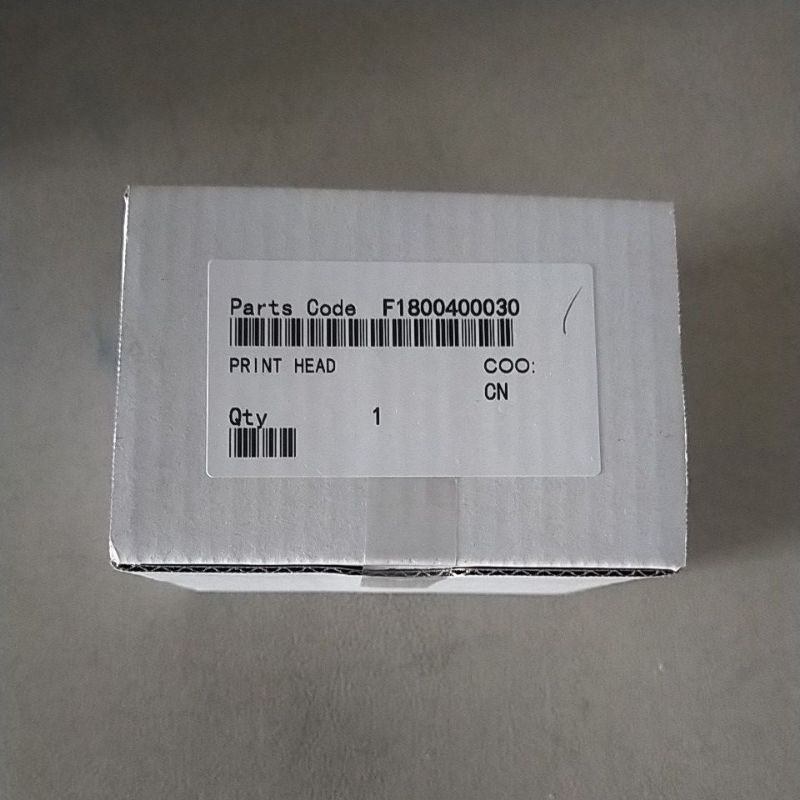 Parts Code F1800400030
PRINT HEAD COO:
CN
Qty 1